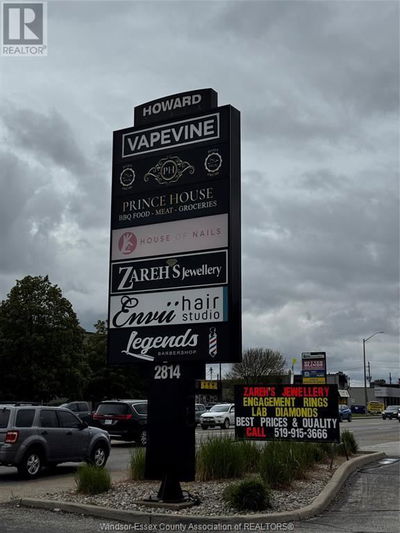 REALTOR®
HOWARD
VAPEVINE
PH
PRINCE HOUSE
BBQ FOOD - MEAT - GROCERIES
K
HOUSE OF NAILS
ZAREH'S Jewellery
Envii hair
studio
Legends
BARBERSHOP
2814
ZAREH'S JEWELLERY
ENGAGEMENT RINGS
LAB DIAMONDS
BEST PRICES & QUALITY
CALL 519-915-3666
Windsor-Essex County Association of REALTORS®